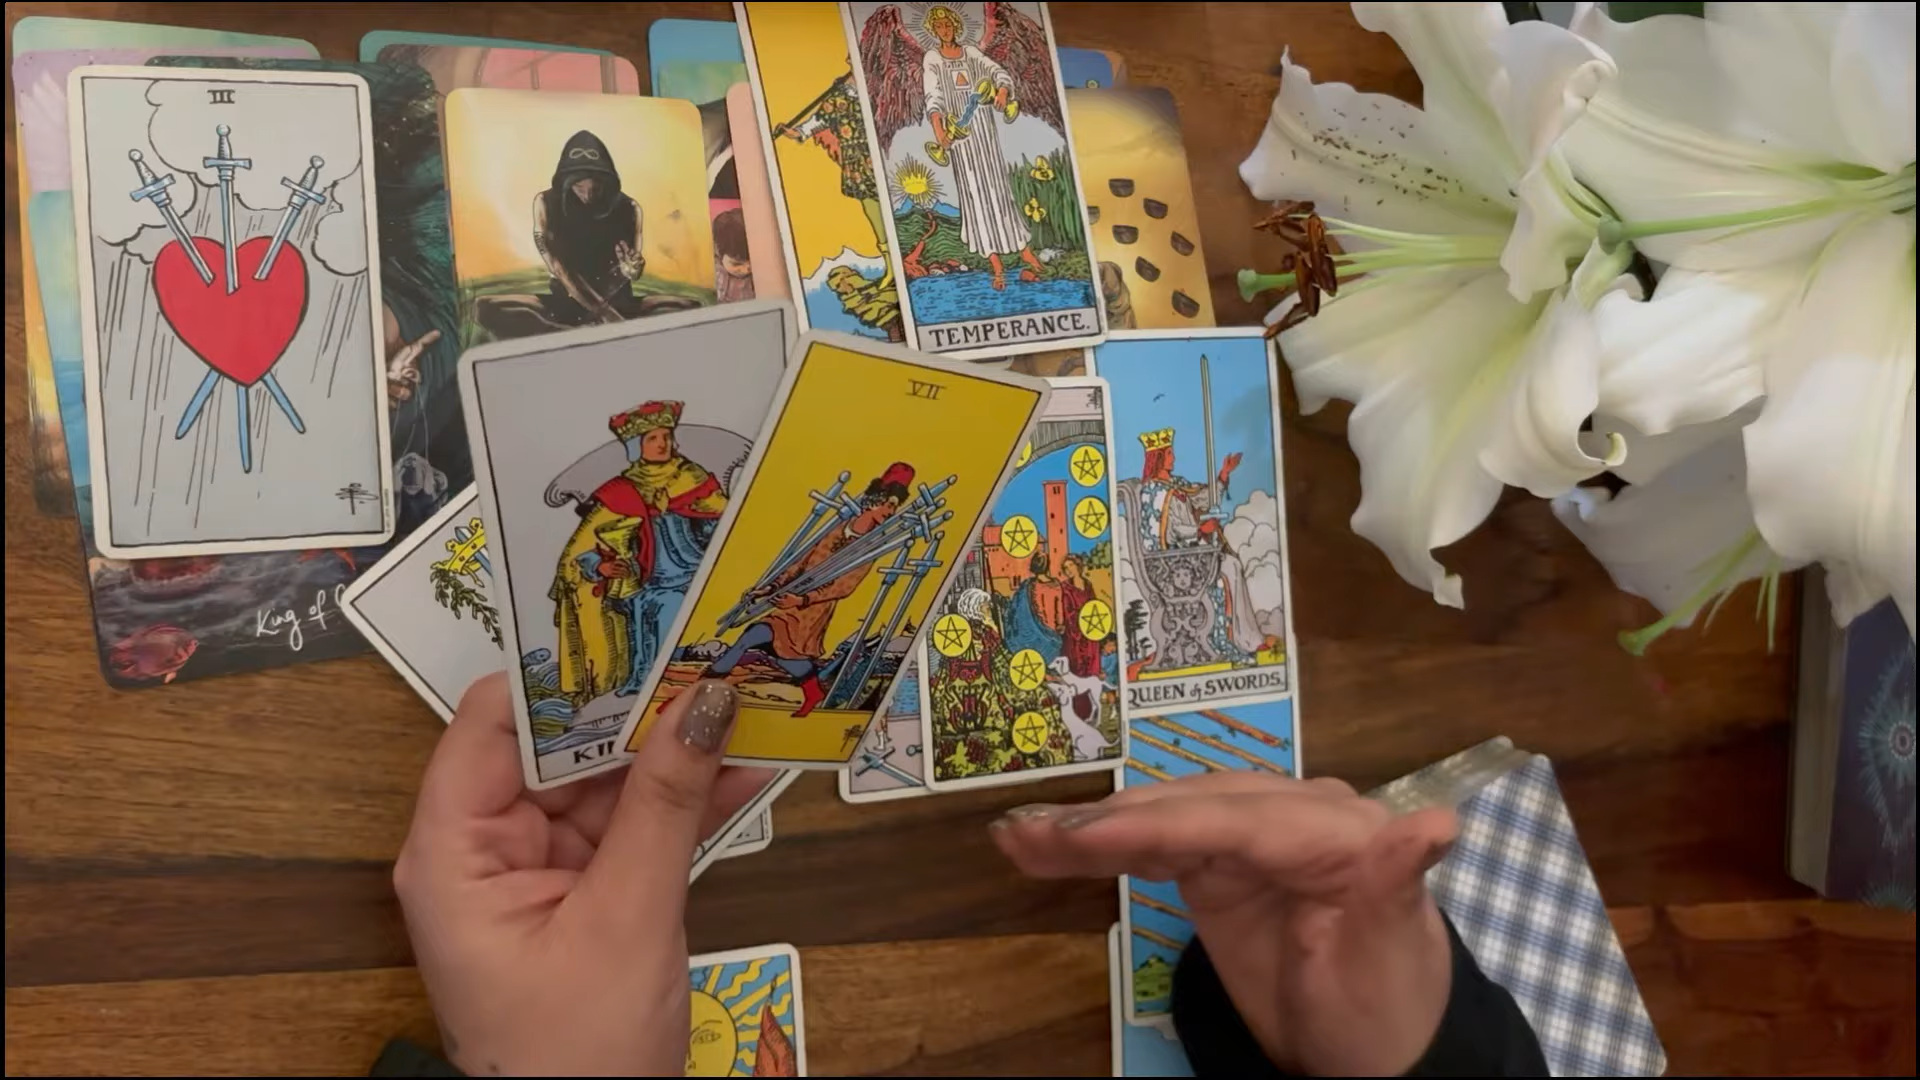 III
TEMPERANCE.
VII
QUEEN of SWORDS.
King of